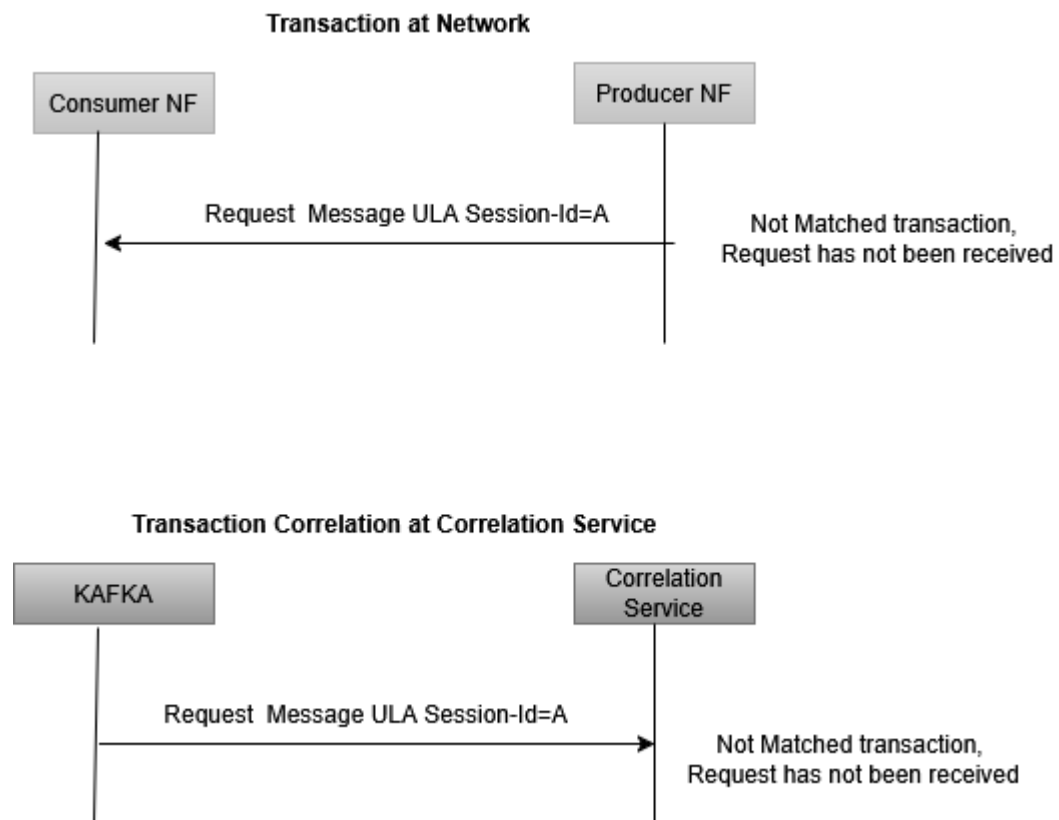 Transaction at Network
Consumer NF
Producer NF
Request  Message ULA Session-Id=A
Not Matched transaction,
Request has not been received
Transaction Correlation at Correlation Service
KAFKA
Correlation
Service
Request  Message ULA Session-Id=A
Not Matched transaction,
Request has not been received